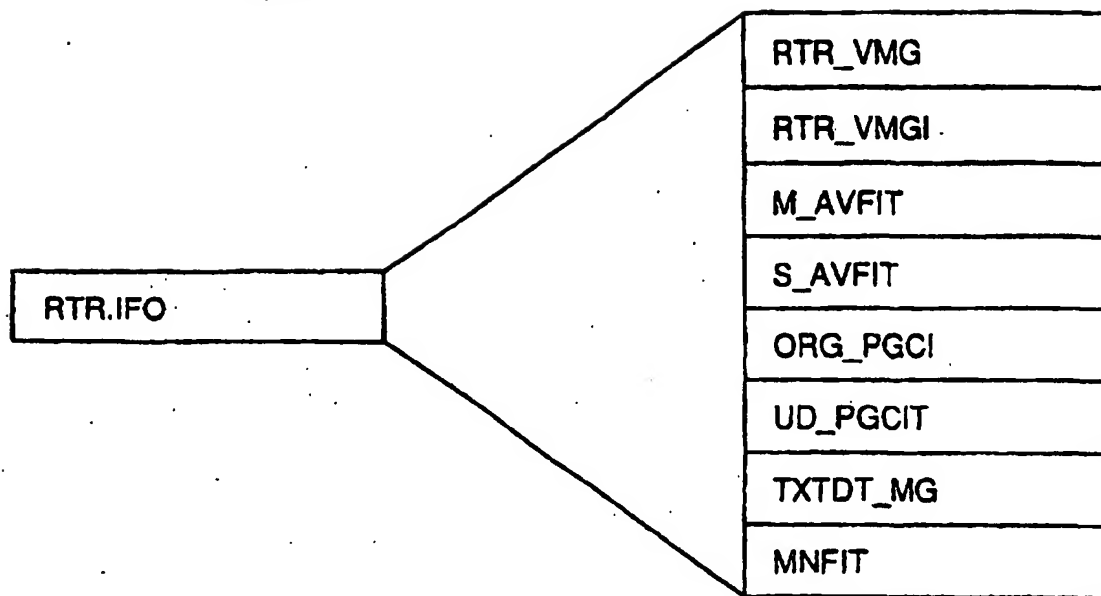 RTR.IFO
RTR_VMG
RTR_VMGI
M_AVFIT
S_AVFIT
ORG_PGCI
UD_PGCIT
TXTDT_MG
MNFIT